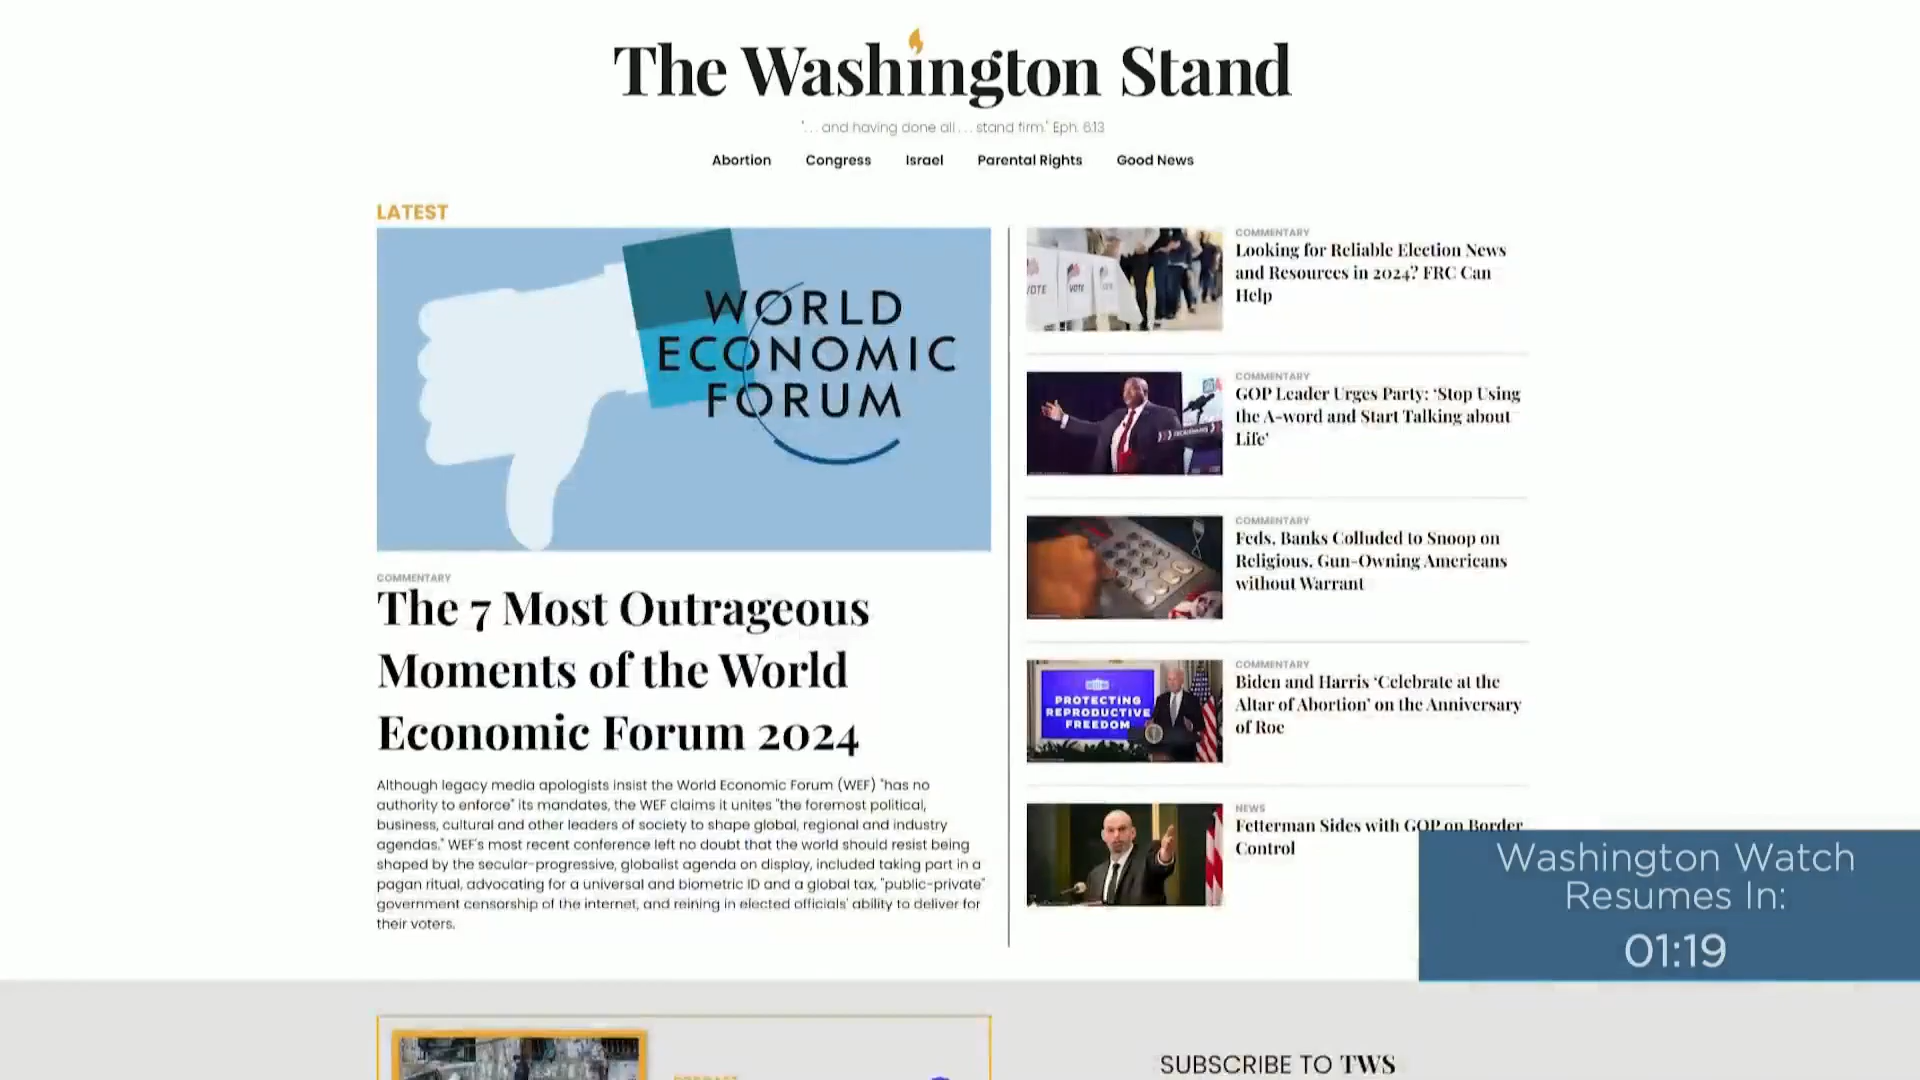 The Washington Stand
"... and having done all ... stand firm." Eph. 6:13
Abortion Congress Israel Parental Rights Good News
LATEST
WORLD
ECONOMIC
FORUM
COMMENTARY
The 7 Most Outrageous
Moments of the World
Economic Forum 2024
Although legacy media apologists insist the World Economic Forum (WEF) "has no
authority to enforce" its mandates, the WEF claims it unites "the foremost political,
business, cultural and other leaders of society to shape global, regional and industry
agendas." WEF's most recent conference left no doubt that the world should resist being
shaped by the secular-progressive, globalist agenda on display, included taking part in a
pagan ritual, advocating for a universal and biometric ID and a global tax, "public-private"
government censorship of the internet, and reining in elected officials' ability to deliver for
their voters.
VOTE
VOTE
COMMENTARY
Looking for Reliable Election News
and Resources in 2024? FRC Can
Help
COMMENTARY
GOP Leader Urges Party: ‘Stop Using
the A-word and Start Talking about
Life’
COMMENTARY
Feds, Banks Colluded to Snoop on
Religious, Gun-Owning Americans
without Warrant
PROTECTING
REPRODUCTIVE
FREEDOM
COMMENTARY
Biden and Harris ‘Celebrate at the
Altar of Abortion’ on the Anniversary
of Roe
NEWS
Fetterman Sides with GOP on Border
Control
Washington Watch
Resumes In:
01:19
SUBSCRIBE TO TWS